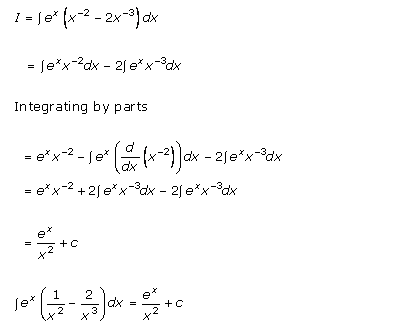 I = ∫e^x (x^-2 − 2x^-3) dx
= ∫e^x x^-2 dx − 2∫e^x x^-3 dx
Integrating by parts
= e^x x^-2 − ∫e^x (d/dx (x^-2)) dx − 2∫e^x x^-3 dx
= e^x x^-2 + 2∫e^x x^-3 dx − 2∫e^x x^-3 dx
= e^x/x^2 + c
∫e^x (1/x^2 − 2/x^3) dx = e^x/x^2 + c